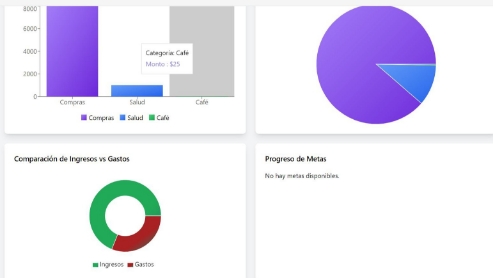 8000
6000
4000
2000
0
Categoría: Café
Monto : $25
Compras
Salud
Café
Compras Salud Café
Comparación de Ingresos vs Gastos
Ingresos Gastos
Progreso de Metas
No hay metas disponibles.